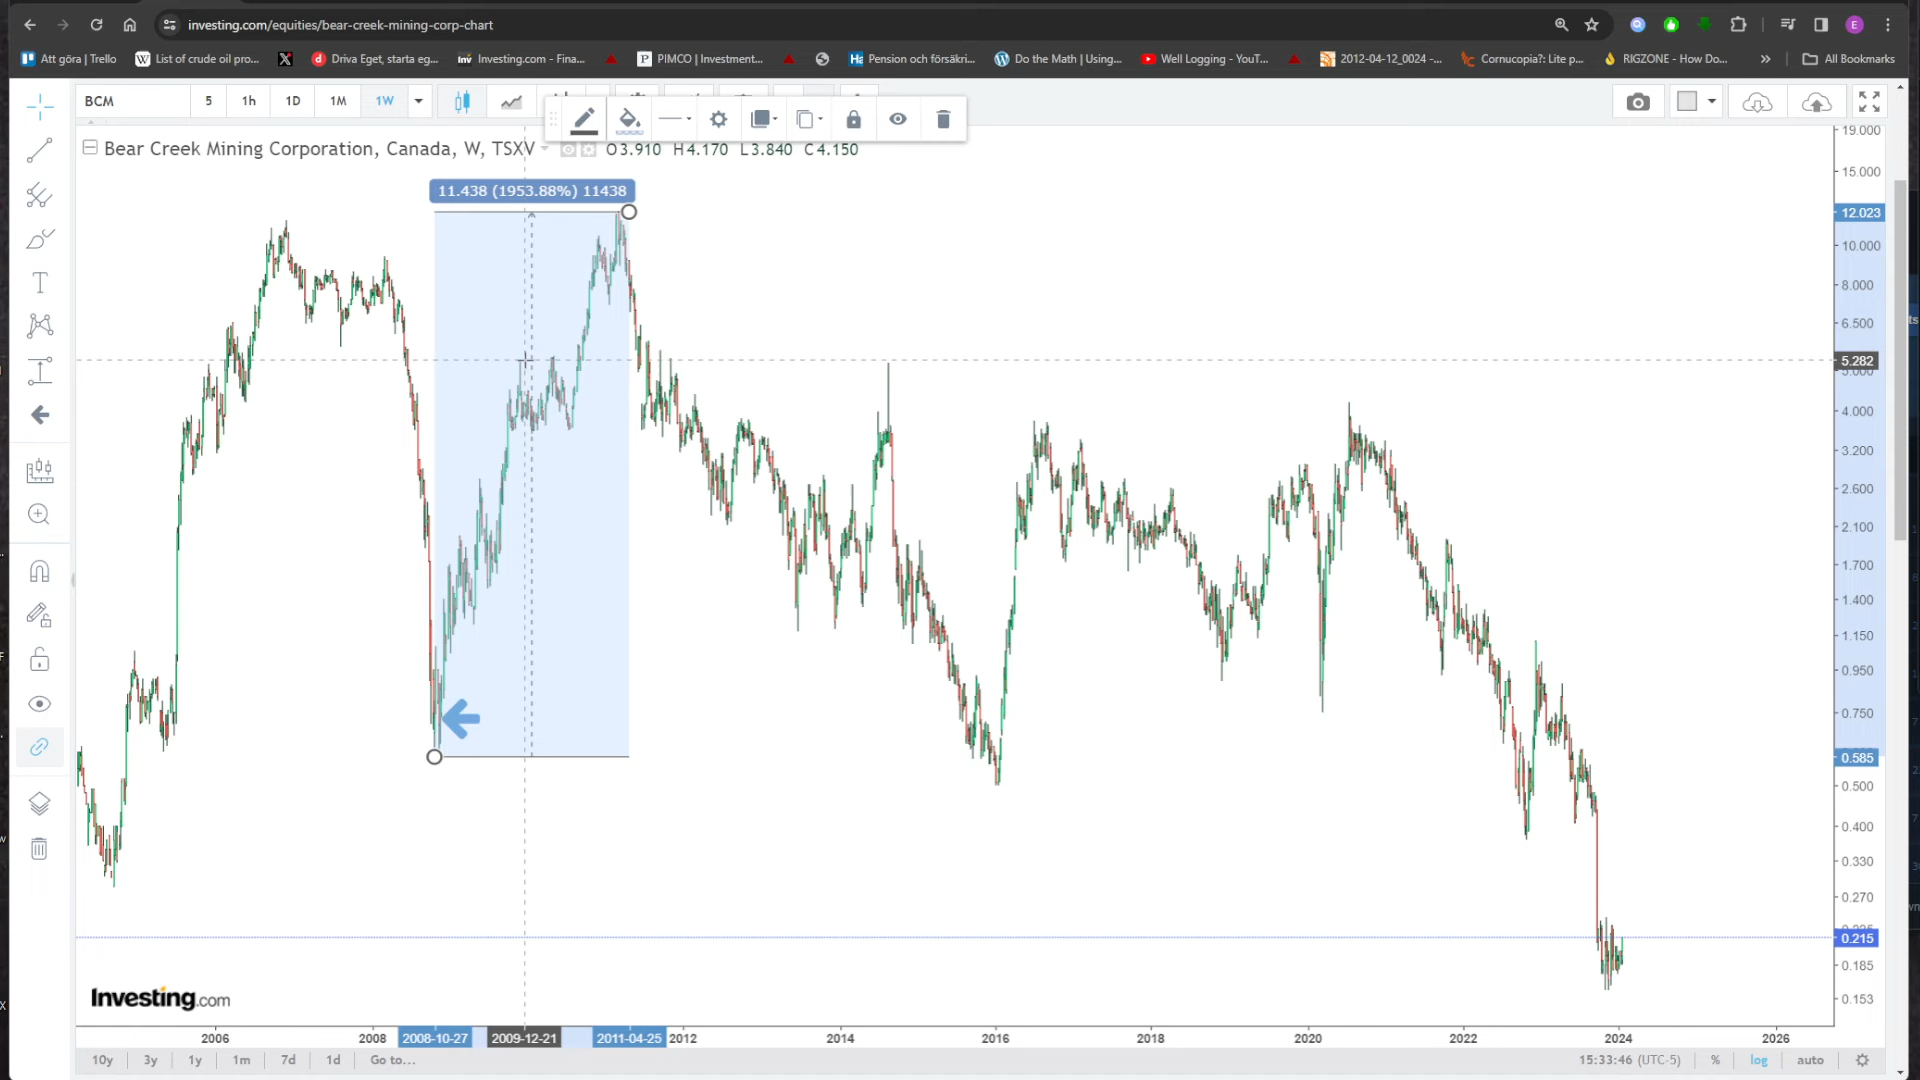 investing.com/equities/bear-creek-mining-corp-chart
E
Att göra | Trello
List of crude oil pro...
Driva Eget, starta eg...
Investing.com - Fina...
PIMCO | Investment...
Pension och försäkri...
Do the Math | Using...
Well Logging – YouT...
2012-04-12_0024 –...
Cornucopia?: Lite p...
RIGZONE - How Do...
All Bookmarks
BCM
5
1h
1D
1M
1W
Bear Creek Mining Corporation, Canada, W, TSXV
O3.910 H4.170 L3.840 C4.150
11.438 (1953.88%) 11438
19.000
15.000
12.023
10.000
8.000
6.500
5.282
5.000
4.000
3.200
2.600
2.100
1.700
1.400
1.150
0.950
0.750
0.585
0.500
0.400
0.330
0.270
0.215
0.185
0.153
Investing.com
2006
2008
2008-10-27
2009-12-21
2011-04-25
2012
2014
2016
2018
2020
2022
2024
2026
10y
3y
1y
1m
7d
1d
Go to...
15:33:46 (UTC-5)
%
log
auto